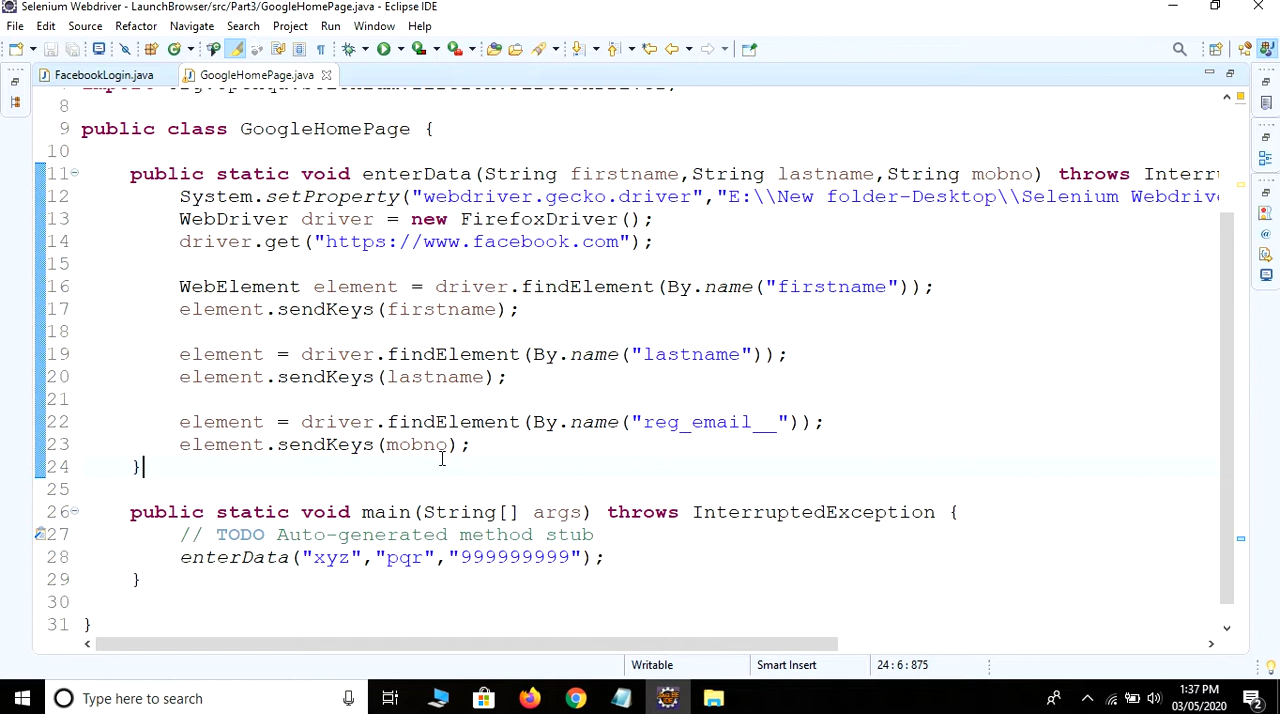 Selenium Webdriver - LaunchBrowser/src/Part3/GoogleHomePage.java - Eclipse IDE
File Edit Source Refactor Navigate Search Project Run Window Help
FacebookLogin.java GoogleHomePage.java
8
9 public class GoogleHomePage {
10
11 public static void enterData(String firstname,String lastname,String mobno) throws Interru
12 System.setProperty("webdriver.gecko.driver","E:\\New folder-Desktop\\Selenium Webdrive
13 WebDriver driver = new FirefoxDriver();
14 driver.get("https://www.facebook.com");
15
16 WebElement element = driver.findElement(By.name("firstname"));
17 element.sendKeys(firstname);
18
19 element = driver.findElement(By.name("lastname"));
20 element.sendKeys(lastname);
21
22 element = driver.findElement(By.name("reg_email__"));
23 element.sendKeys(mobno);
24 }
25
26 public static void main(String[] args) throws InterruptedException {
27 // TODO Auto-generated method stub
28 enterData("xyz","pqr","999999999");
29 }
30
31 }
Writable Smart Insert 24 : 6 : 875
Type here to search
1:37 PM
03/05/2020
2